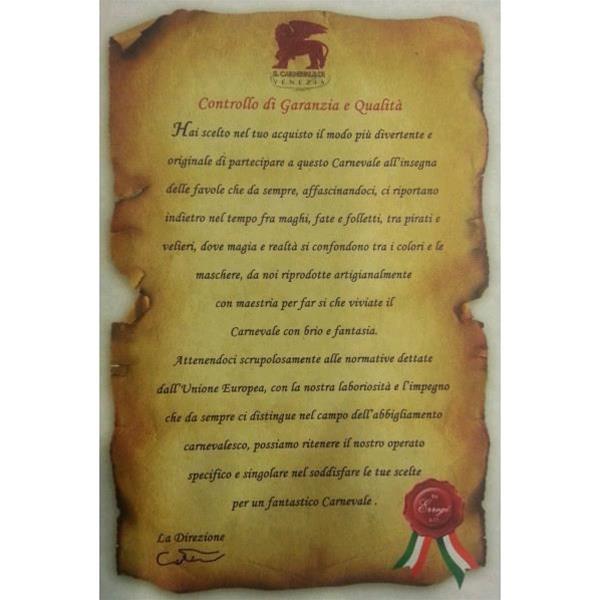 IL CARNEVALE DI
VENEZIA
Controllo di Garanzia e Qualità
Hai scelto nel tuo acquisto il modo più divertente e
originale di partecipare a questo Carnevale all'insegna
delle favole che da sempre, affascinandoci, ci riportano
indietro nel tempo fra maghi, fate e folletti, tra pirati e
velieri, dove magia e realtà si confondono tra i colori e le
maschere, da noi riprodotte artigianalmente
con maestria per far si che viviate il
Carnevale con brio e fantasia.
Attenendoci scrupolosamente alle normative dettate
dall'Unione Europea, con la nostra laboriosità e l'impegno
che da sempre ci distingue nel campo dell'abbigliamento
carnevalesco, possiamo ritenere il nostro operato
specifico e singolare nel soddisfare le tue scelte
per un fantastico Carnevale .
La Direzione